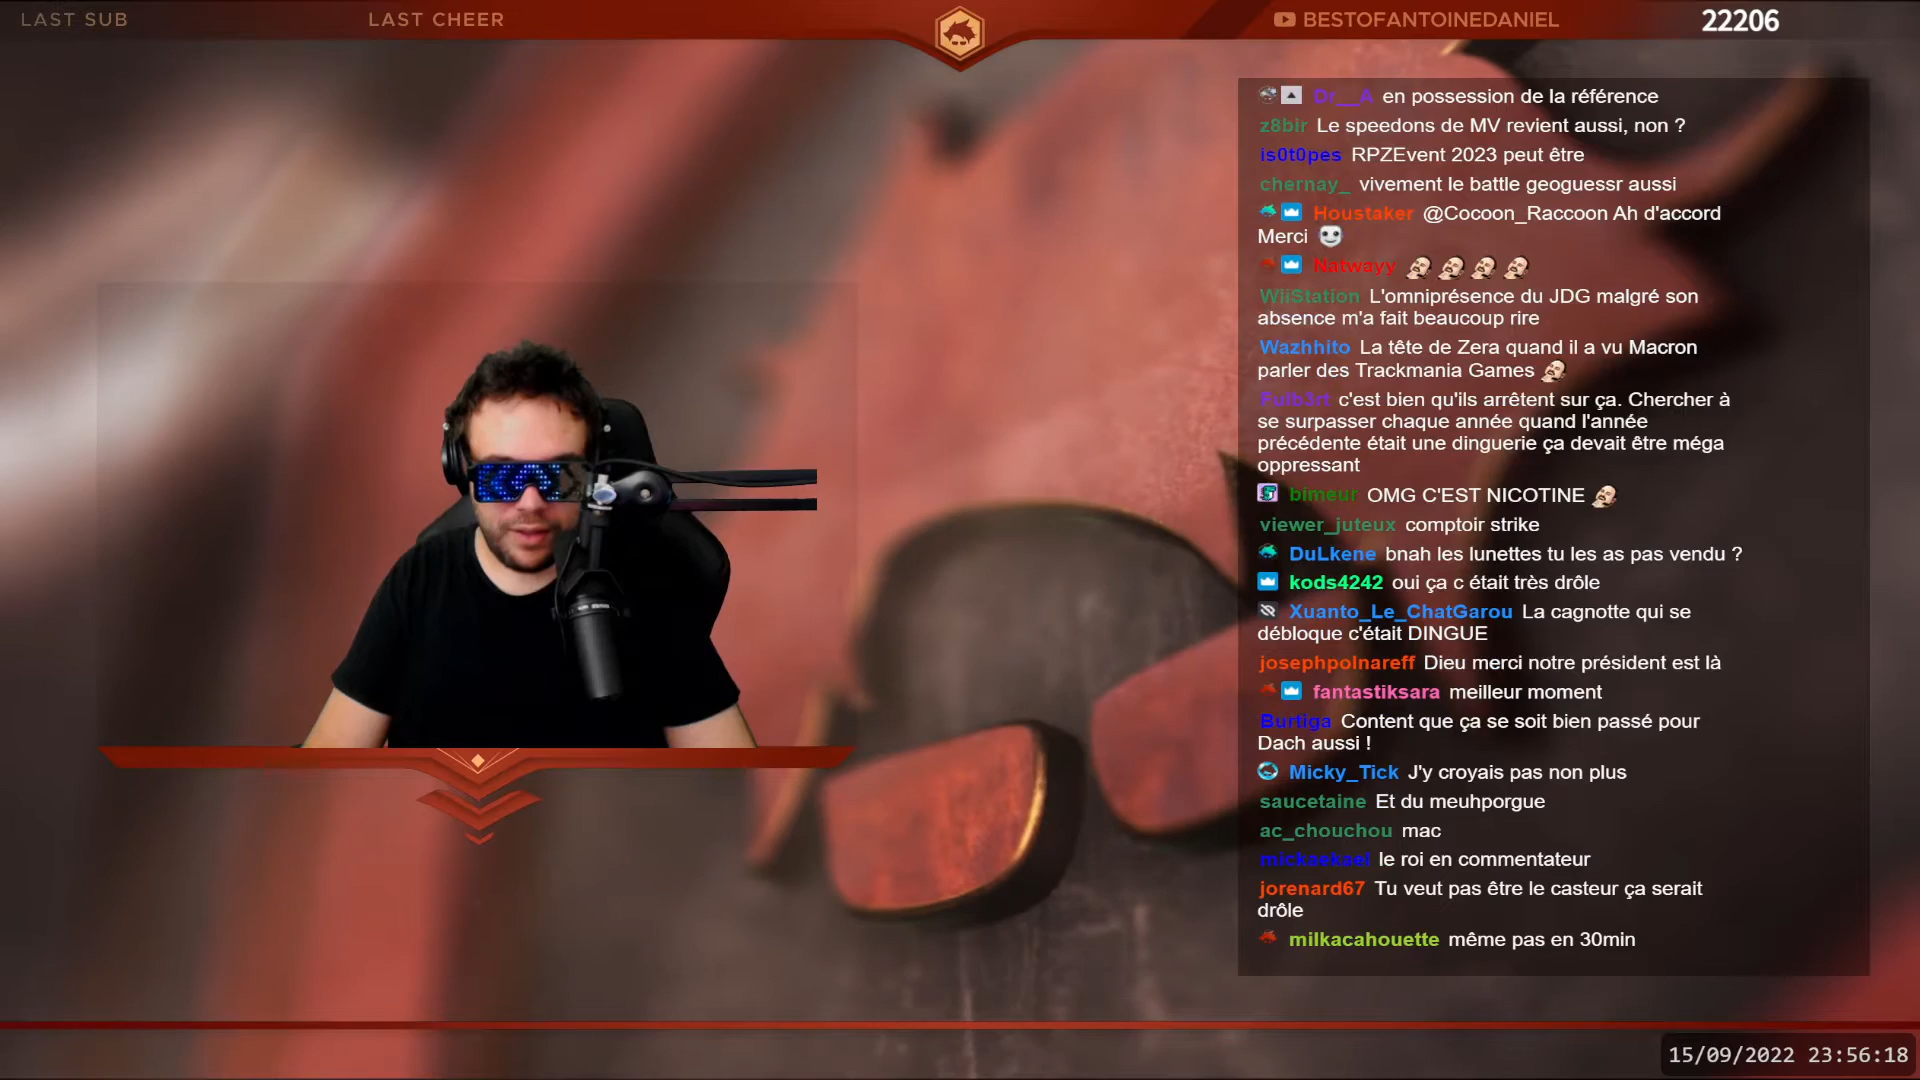 LAST SUB
LAST CHEER
BESTOFANTOINEDANIEL
22206
Dr__A en possession de la référence
z8bir Le speedons de MV revient aussi, non ?
is0t0pes RPZEvent 2023 peut être
chernay_ vivement le battle geoguessr aussi
Houstaker @Cocoon_Raccoon Ah d'accord
Merci
Natwayy
WiiStation L'omniprésence du JDG malgré son
absence m'a fait beaucoup rire
Wazhhito La tête de Zera quand il a vu Macron
parler des Trackmania Games
Fulb3rt c'est bien qu'ils arrêtent sur ça. Chercher à
se surpasser chaque année quand l'année
précédente était une dinguerie ça devait être méga
oppressant
bimeur OMG C'EST NICOTINE
viewer_juteux comptoir strike
DuLkene bnah les lunettes tu les as pas vendu ?
kods4242 oui ça c était très drôle
Xuanto_Le_ChatGarou La cagnotte qui se
débloque c'était DINGUE
josephpolnareff Dieu merci notre président est là
fantastiksara meilleur moment
Burtiga Content que ça se soit bien passé pour
Dach aussi !
Micky_Tick J'y croyais pas non plus
saucetaine Et du meuhporgue
ac_chouchou mac
mickaekael le roi en commentateur
jorenard67 Tu veut pas être le casteur ça serait
drôle
milkacahouette même pas en 30min
15/09/2022 23:56:18